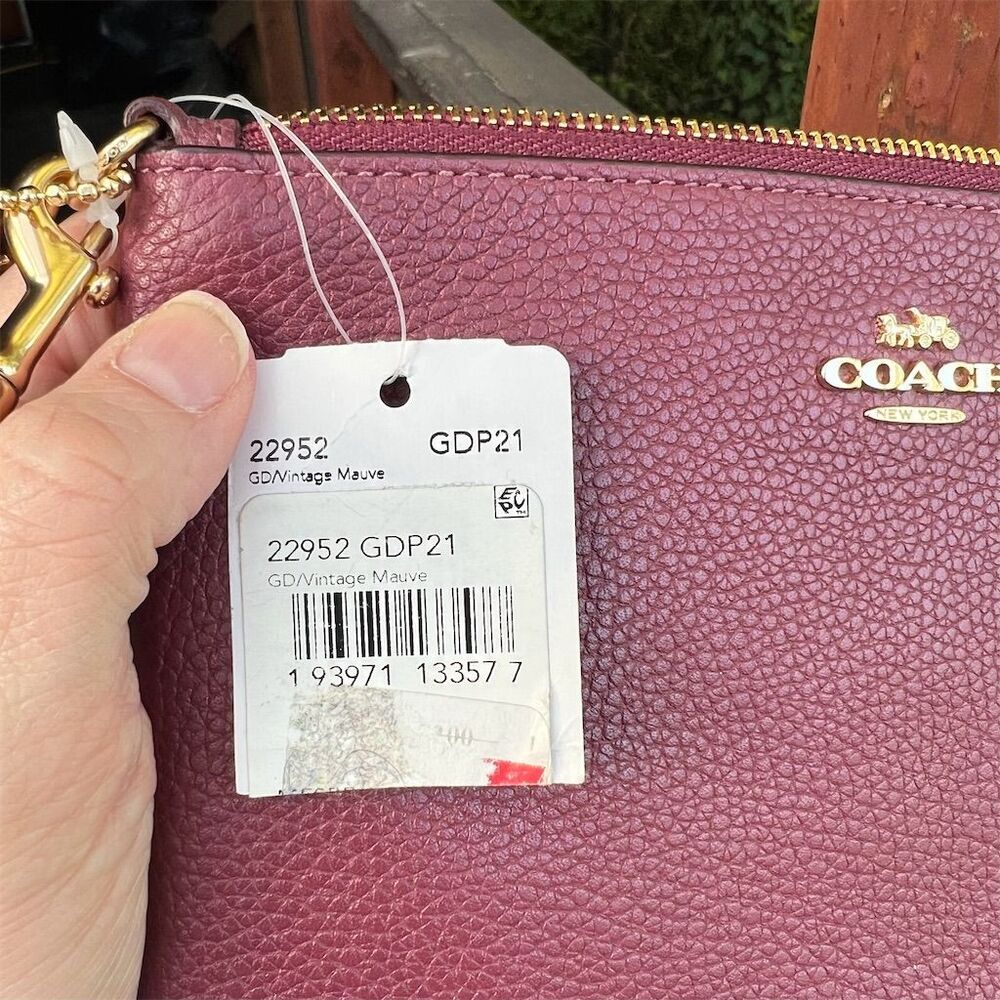 22952 GDP21
GD/Vintage Mauve
22952 GDP21
GD/Vintage Mauve
1 93971 13357 7
COACH
NEW YORK